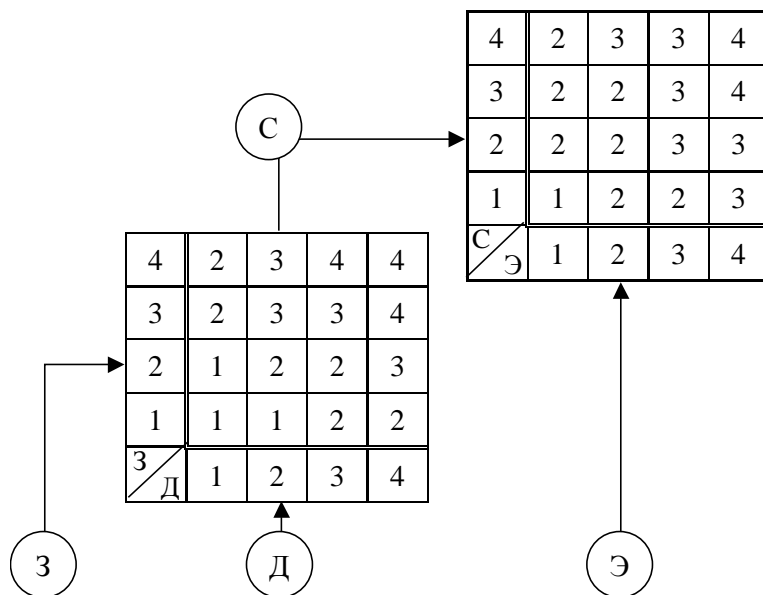 4 2 3 3 4
3 2 2 3 4
2 2 2 3 3
1 1 2 2 3
С Э 1 2 3 4
С
4 2 3 4 4
3 2 3 3 4
2 1 2 2 3
1 1 1 2 2
З Д 1 2 3 4
З Д Э